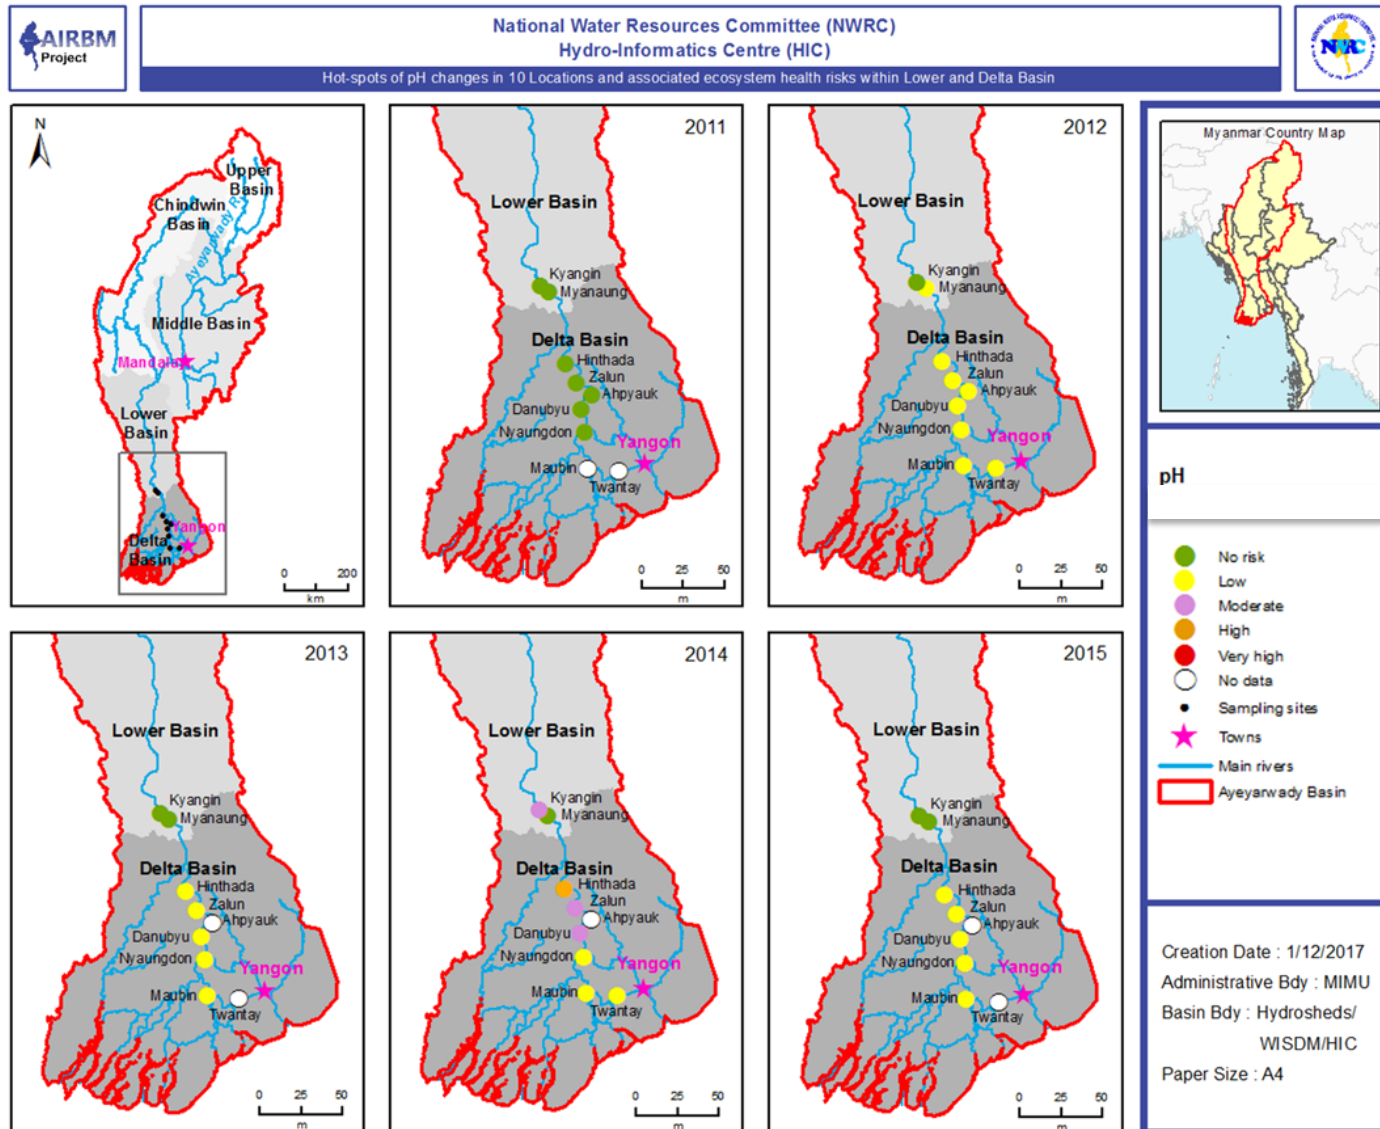 AIRBM
Project
National Water Resources Committee (NWRC)
Hydro-Informatics Centre (HIC)
Hot-spots of pH changes in 10 Locations and associated ecosystem health risks within Lower and Delta Basin
NWRC
N
Upper
Basin
Chindwin
Basin
Ayeyarwady R
Middle Basin
Mandalay
Lower
Basin
Yangon
Delta
Basin
0 200
km
2011
Lower Basin
Kyangin
Myanaung
Delta Basin
Hinthada
Zalun
Ahpyauk
Danubyu
Nyaungdon
Yangon
Maubin
Twantay
0 25 50
m
2012
Lower Basin
Kyangin
Myanaung
Delta Basin
Hinthada
Zalun
Ahpyauk
Danubyu
Nyaungdon
Yangon
Maubin
Twantay
0 25 50
m
Myanmar Country Map
pH
No risk
Low
Moderate
High
Very high
No data
Sampling sites
Towns
Main rivers
Ayeyarwady Basin
2013
Lower Basin
Kyangin
Myanaung
Delta Basin
Hinthada
Zalun
Ahpyauk
Danubyu
Nyaungdon
Yangon
Maubin
Twantay
0 25 50
m
2014
Lower Basin
Kyangin
Myanaung
Delta Basin
Hinthada
Zalun
Ahpyauk
Danubyu
Nyaungdon
Yangon
Maubin
Twantay
0 25 50
m
2015
Lower Basin
Kyangin
Myanaung
Delta Basin
Hinthada
Zalun
Ahpyauk
Danubyu
Nyaungdon
Yangon
Maubin
Twantay
0 25 50
m
Creation Date : 1/12/2017
Administrative Bdy : MIMU
Basin Bdy : Hydrosheds/
WISDM/HIC
Paper Size : A4